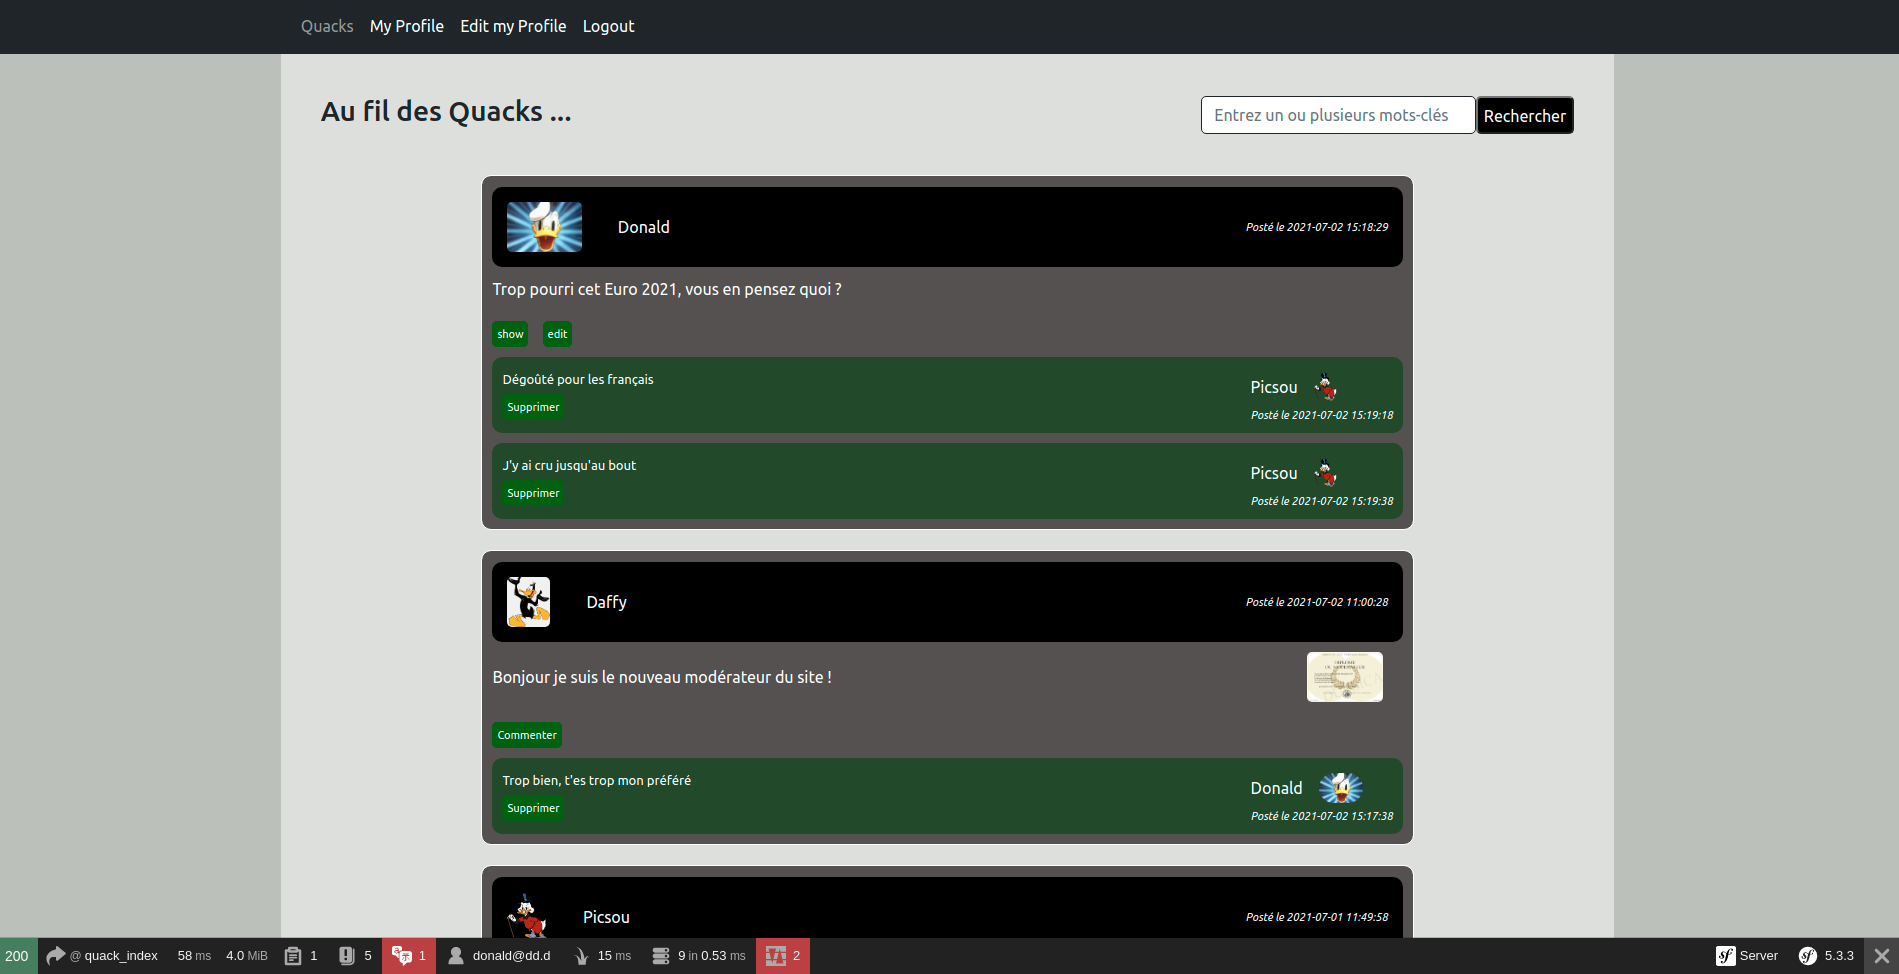 Quacks My Profile Edit my Profile Logout
Au fil des Quacks ...
Entrez un ou plusieurs mots-clés Rechercher
Donald
Posté le 2021-07-02 15:18:29
Trop pourri cet Euro 2021, vous en pensez quoi ?
show edit
Dégoûté pour les français
Supprimer
Picsou
Posté le 2021-07-02 15:19:18
J'y ai cru jusqu'au bout
Supprimer
Picsou
Posté le 2021-07-02 15:19:38
Daffy
Posté le 2021-07-02 11:00:28
Bonjour je suis le nouveau modérateur du site !
Commenter
Trop bien, t'es trop mon préféré
Supprimer
Donald
Posté le 2021-07-02 15:17:38
Picsou
Posté le 2021-07-01 11:49:58
200 @ quack_index 58 ms 4.0 MiB 1 5 1 donald@dd.d 15 ms 9 in 0.53 ms 2 Server 5.3.3